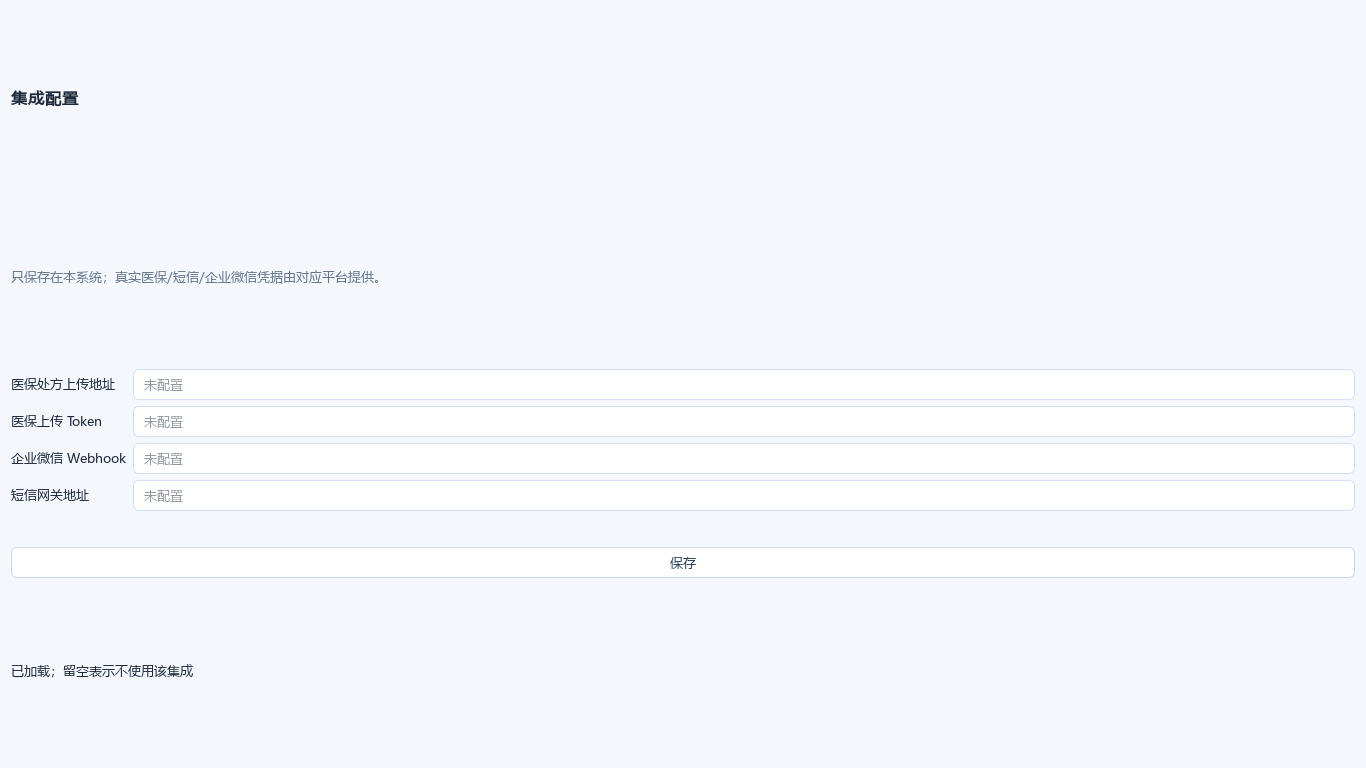 集成配置
只保存在本系统；真实医保/短信/企业微信凭据由对应平台提供。
医保处方上传地址 未配置
医保上传 Token 未配置
企业微信 Webhook 未配置
短信网关地址 未配置
保存
已加载；留空表示不使用该集成